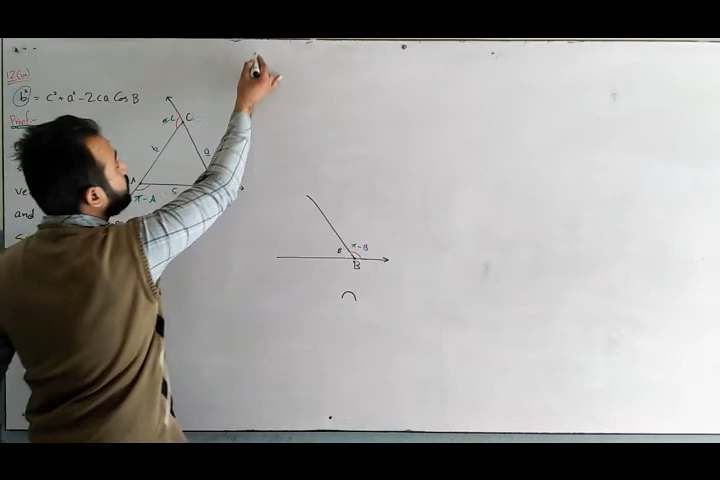 12(ii)
b² = c² + a² - 2ca Cos B
Proof:-
π-C C
b a
A
c
π-A
ve
and
B π-B
B